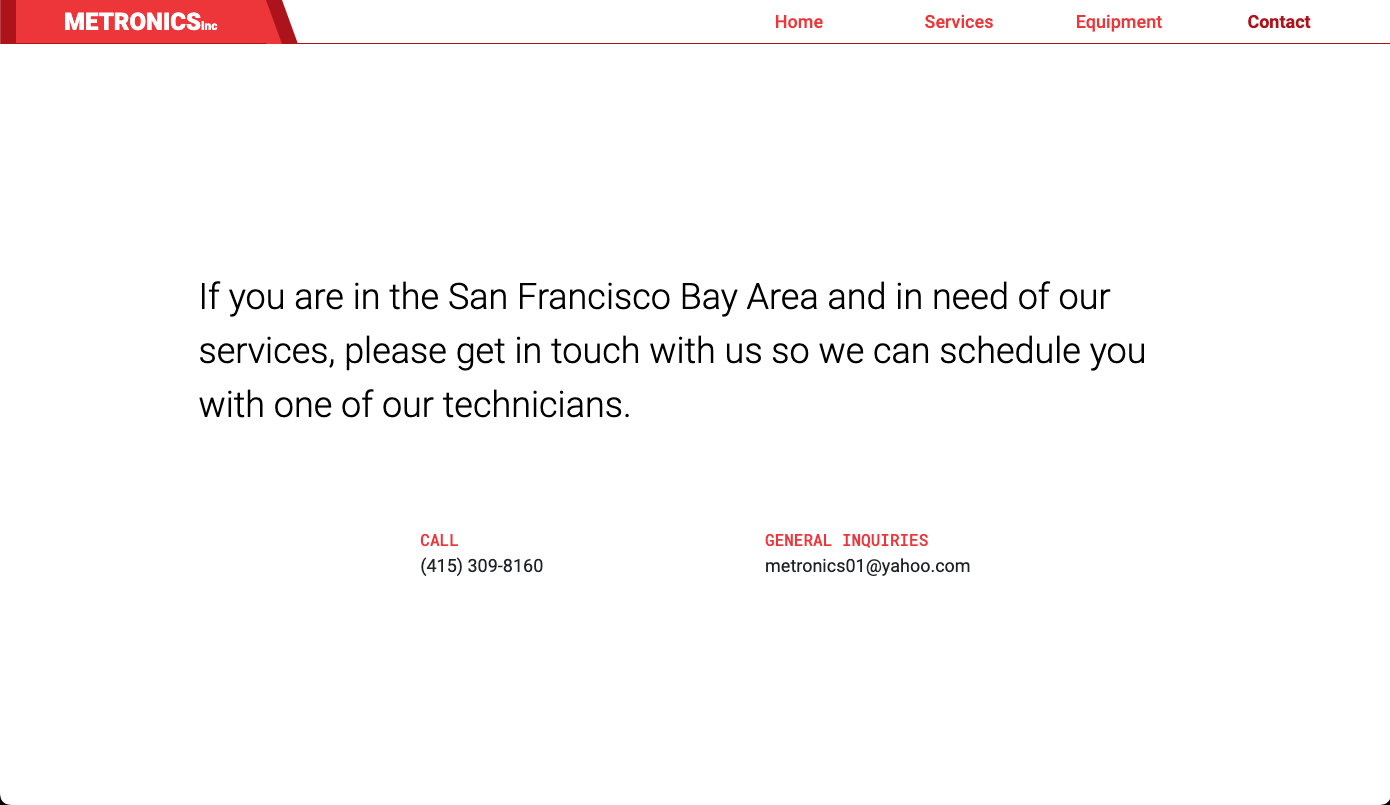 METRONICSInc
Home Services Equipment Contact
If you are in the San Francisco Bay Area and in need of our
services, please get in touch with us so we can schedule you
with one of our technicians.
CALL
(415) 309-8160
GENERAL INQUIRIES
metronics01@yahoo.com